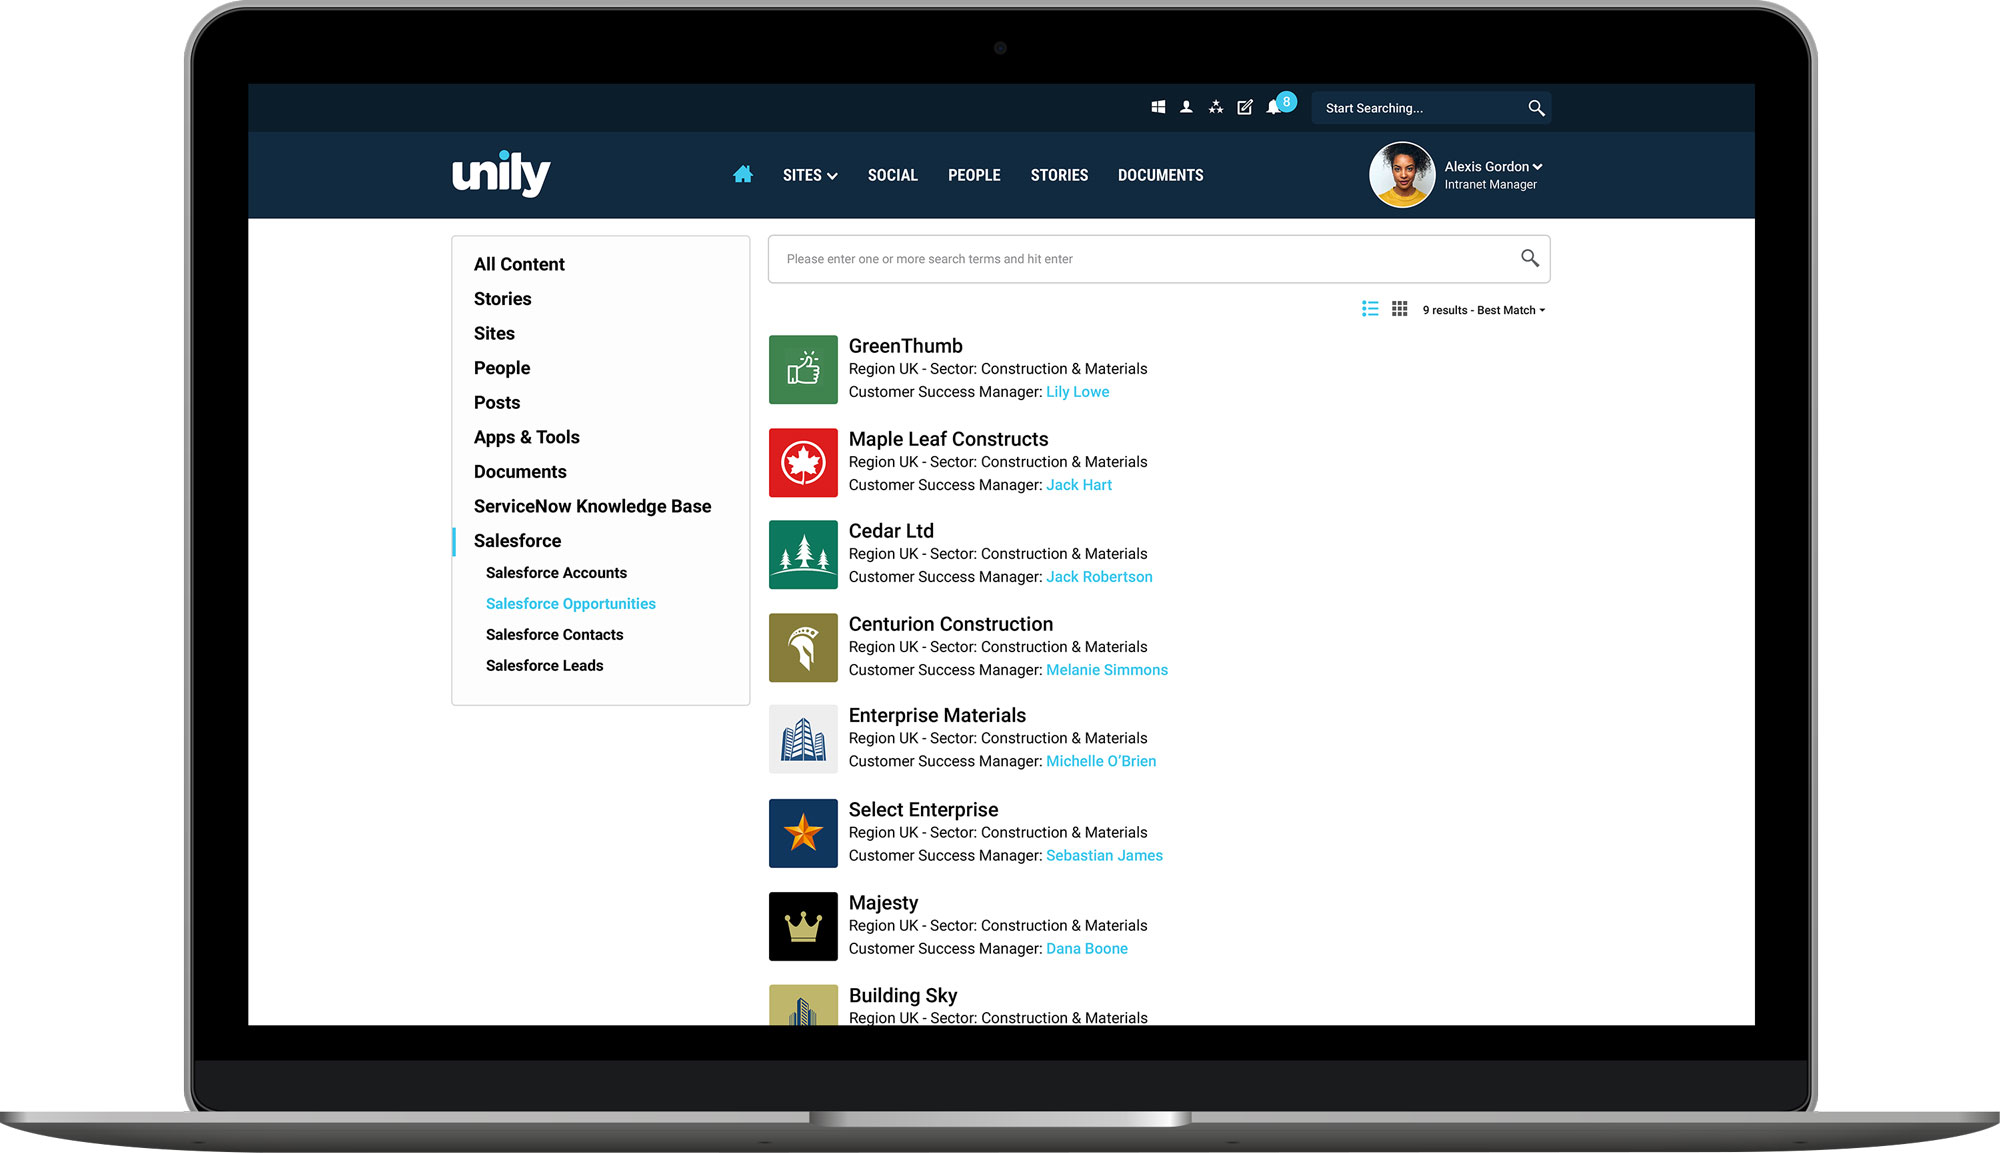 8
Start Searching...
unily
SITES
SOCIAL
PEOPLE
STORIES
DOCUMENTS
Alexis Gordon
Intranet Manager
All Content
Stories
Sites
People
Posts
Apps & Tools
Documents
ServiceNow Knowledge Base
Salesforce
Salesforce Accounts
Salesforce Opportunities
Salesforce Contacts
Salesforce Leads
Please enter one or more search terms and hit enter
9 results - Best Match
GreenThumb
Region UK - Sector: Construction & Materials
Customer Success Manager: Lily Lowe
Maple Leaf Constructs
Region UK - Sector: Construction & Materials
Customer Success Manager: Jack Hart
Cedar Ltd
Region UK - Sector: Construction & Materials
Customer Success Manager: Jack Robertson
Centurion Construction
Region UK - Sector: Construction & Materials
Customer Success Manager: Melanie Simmons
Enterprise Materials
Region UK - Sector: Construction & Materials
Customer Success Manager: Michelle O’Brien
Select Enterprise
Region UK - Sector: Construction & Materials
Customer Success Manager: Sebastian James
Majesty
Region UK - Sector: Construction & Materials
Customer Success Manager: Dana Boone
Building Sky
Region UK - Sector: Construction & Materials